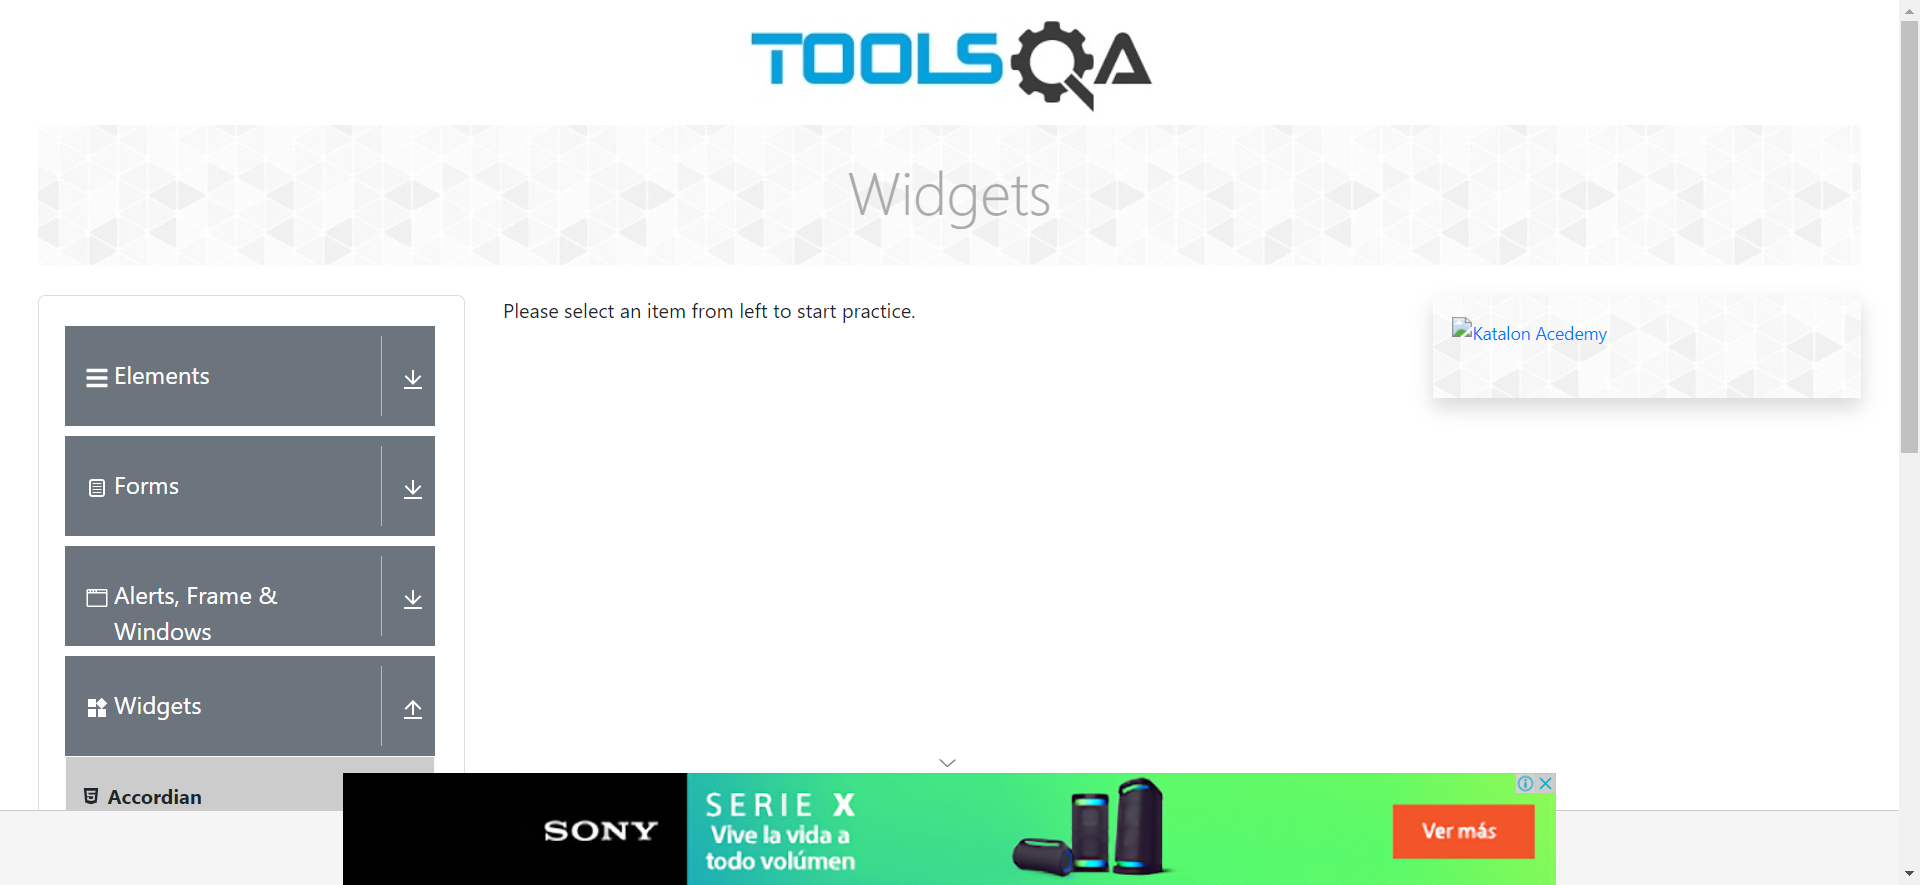 TOOLSQA
Widgets
Please select an item from left to start practice.
Katalon Acedemy
Elements
Forms
Alerts, Frame &
Windows
Widgets
Accordian
SONY
SERIE X
Vive la vida a
todo volúmen
Ver más